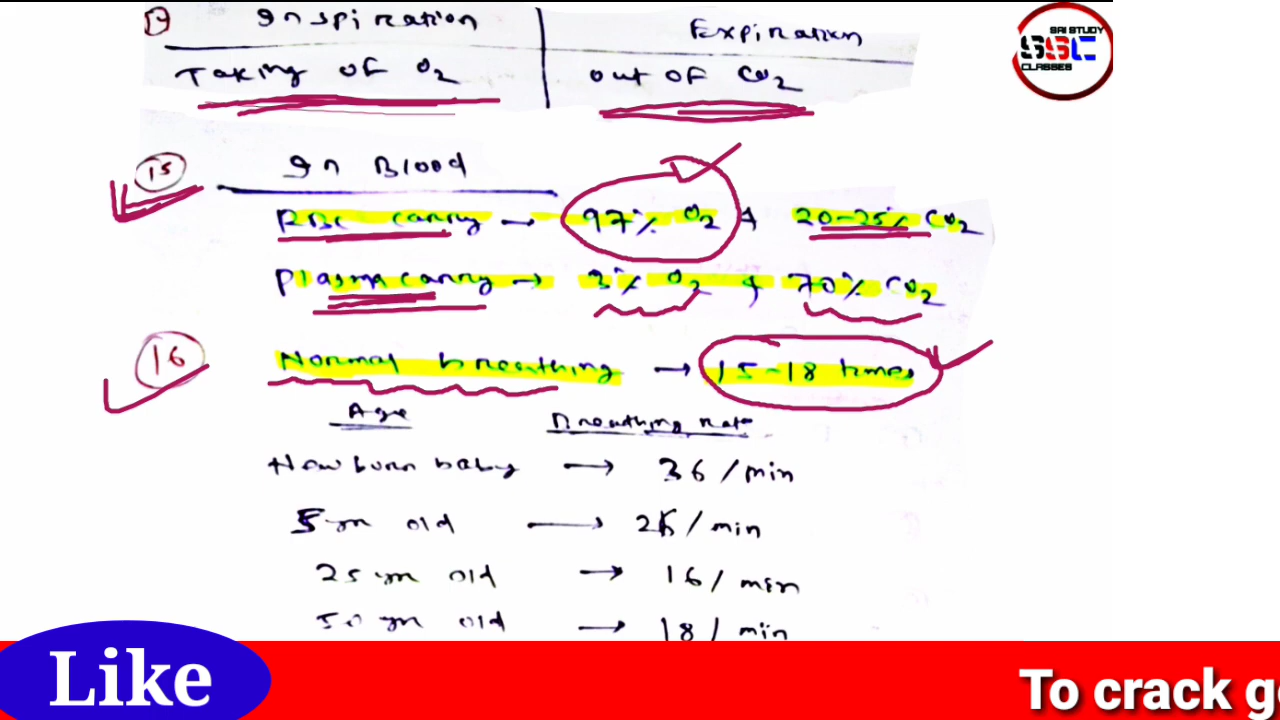 Inspiration Expiration
Taking of O2 out of CO2
SAI STUDY
SSC
CLASSES
15 In Blood
RBC carry → 97% O2 & 20-25% CO2
Plasma carry → 3% O2 & 70% CO2
16 Normal breathing → 15-18 times
Age Breathing rate
New born baby → 36/min
5 yr old → 25/min
25 yr old → 16/min
50 yr old → 18/min
Like
To crack g